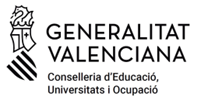 GENERALITAT
VALENCIANA
Conselleria d'Educació,
Universitats i Ocupació